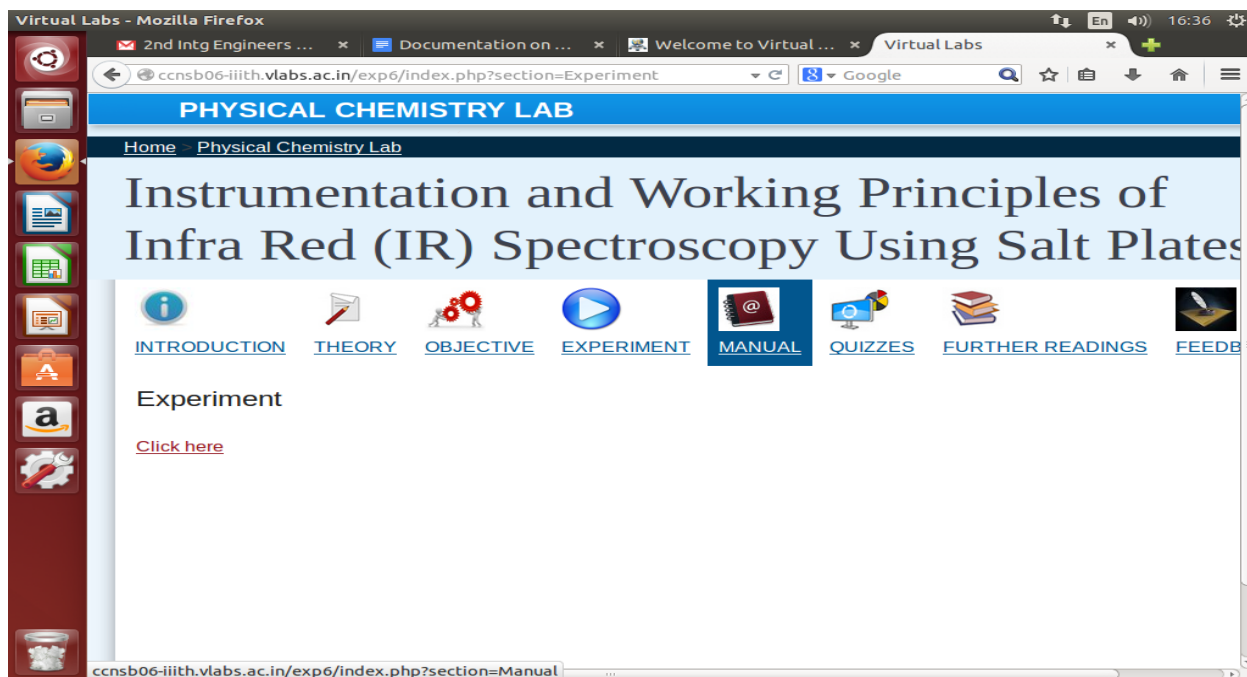 Virtual Labs - Mozilla Firefox
En 16:36
2nd Intg Engineers ... × Documentation on ... × Welcome to Virtual ... × Virtual Labs ×
ccnsb06-iiith.vlabs.ac.in/exp6/index.php?section=Experiment 8 Google
PHYSICAL CHEMISTRY LAB
Home > Physical Chemistry Lab
Instrumentation and Working Principles of
Infra Red (IR) Spectroscopy Using Salt Plates
INTRODUCTION THEORY OBJECTIVE EXPERIMENT MANUAL QUIZZES FURTHER READINGS FEEDB
Experiment
Click here
ccnsb06-iiith.vlabs.ac.in/exp6/index.php?section=Manual